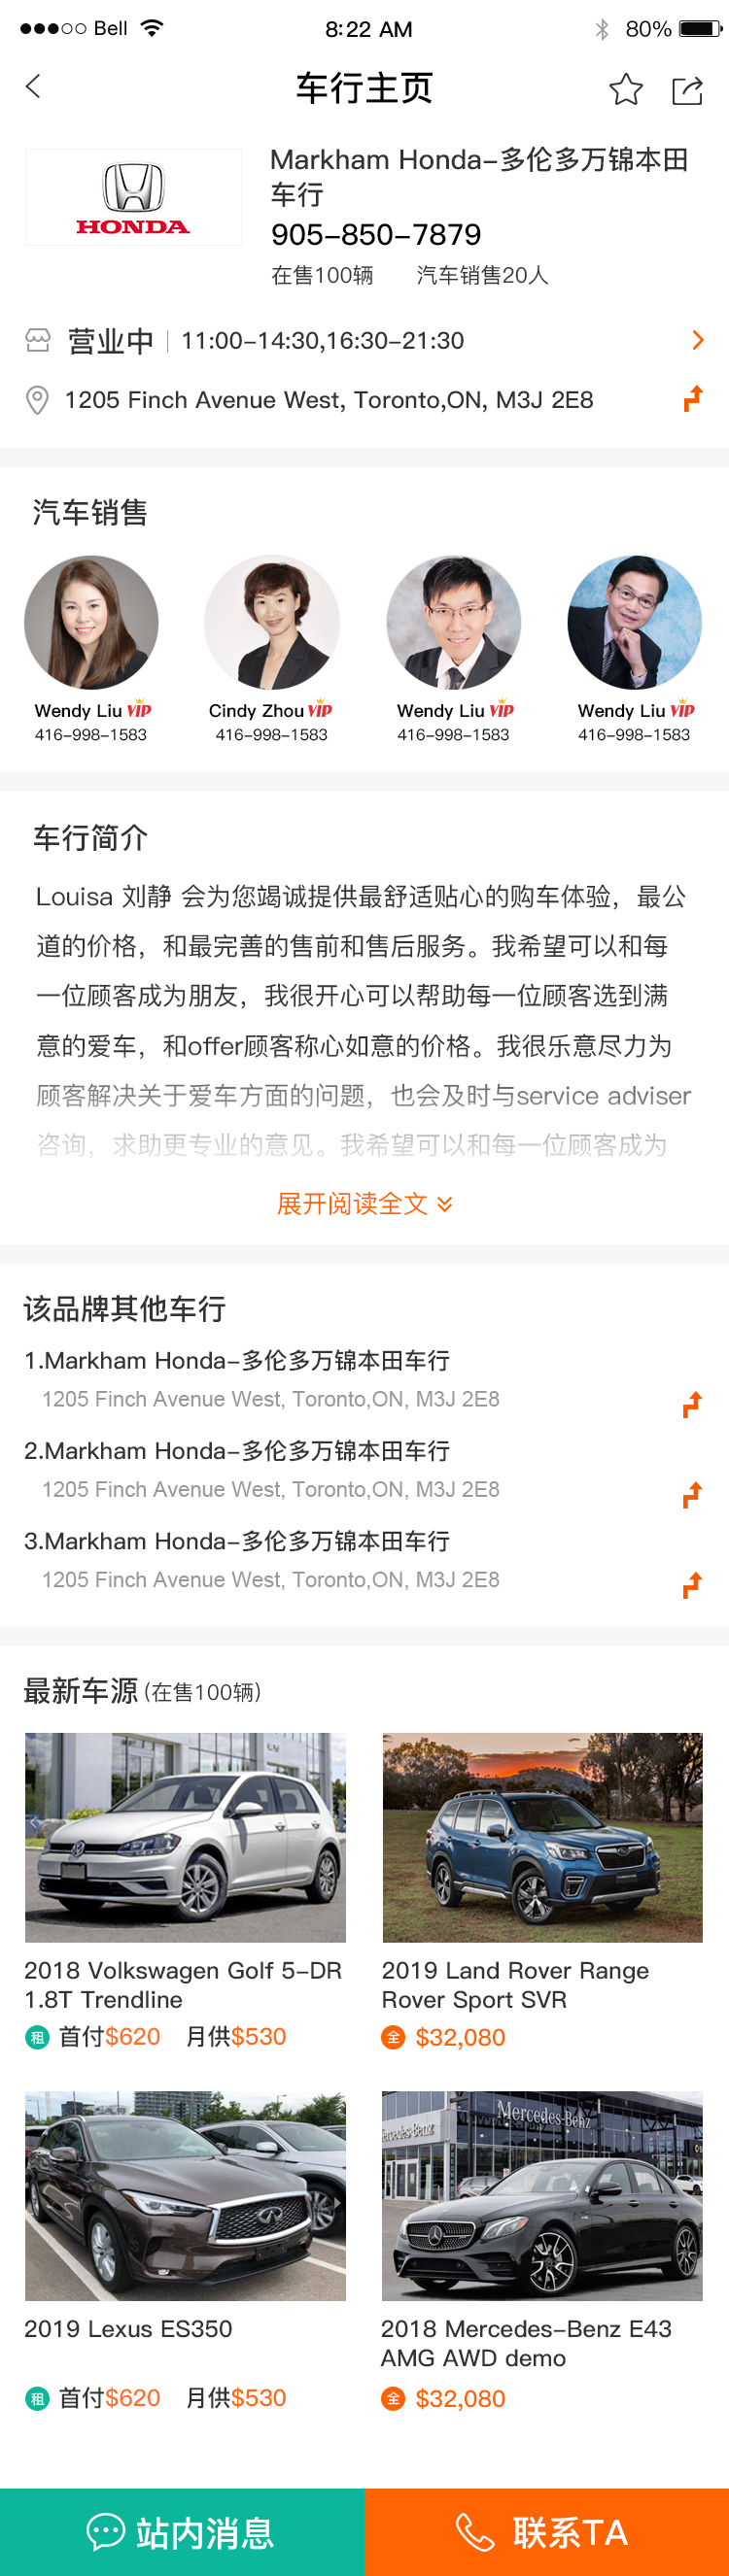 Bell
8:22 AM
80%
车行主页
HONDA
Markham Honda-多伦多万锦本田
车行
905-850-7879
在售100辆 汽车销售20人
营业中 11:00-14:30,16:30-21:30
1205 Finch Avenue West, Toronto,ON, M3J 2E8
汽车销售
Wendy Liu VIP
416-998-1583
Cindy Zhou VIP
416-998-1583
Wendy Liu VIP
416-998-1583
Wendy Liu VIP
416-998-1583
车行简介
Louisa 刘静 会为您竭诚提供最舒适贴心的购车体验，最公
道的价格，和最完善的售前和售后服务。我希望可以和每
一位顾客成为朋友，我很开心可以帮助每一位顾客选到满
意的爱车，和offer顾客称心如意的价格。我很乐意尽力为
顾客解决关于爱车方面的问题，也会及时与service adviser
咨询，求助更专业的意见。我希望可以和每一位顾客成为
展开阅读全文
该品牌其他车行
1.Markham Honda-多伦多万锦本田车行
1205 Finch Avenue West, Toronto,ON, M3J 2E8
2.Markham Honda-多伦多万锦本田车行
1205 Finch Avenue West, Toronto,ON, M3J 2E8
3.Markham Honda-多伦多万锦本田车行
1205 Finch Avenue West, Toronto,ON, M3J 2E8
最新车源 (在售100辆)
2018 Volkswagen Golf 5-DR
1.8T Trendline
租 首付$620 月供$530
2019 Land Rover Range
Rover Sport SVR
全 $32,080
2019 Lexus ES350
租 首付$620 月供$530
Mercedes-Benz
2018 Mercedes-Benz E43
AMG AWD demo
全 $32,080
站内消息
联系TA